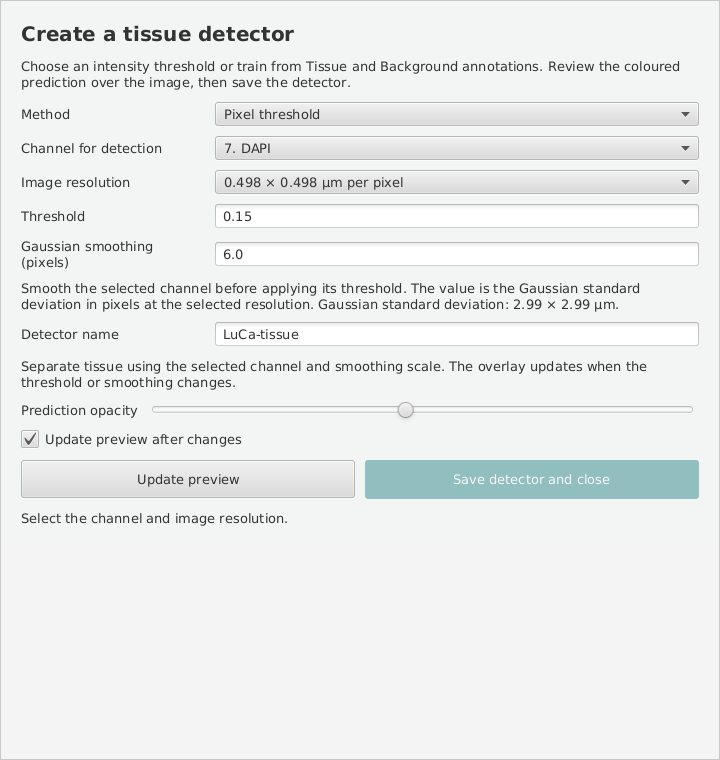 Create a tissue detector
Choose an intensity threshold or train from Tissue and Background annotations. Review the coloured
prediction over the image, then save the detector.
Method
Pixel threshold
Channel for detection
7. DAPI
Image resolution
0.498 × 0.498 µm per pixel
Threshold
0.15
Gaussian smoothing
(pixels)
6.0
Smooth the selected channel before applying its threshold. The value is the Gaussian standard
deviation in pixels at the selected resolution. Gaussian standard deviation: 2.99 × 2.99 µm.
Detector name
LuCa-tissue
Separate tissue using the selected channel and smoothing scale. The overlay updates when the
threshold or smoothing changes.
Prediction opacity
Update preview after changes
Update preview
Save detector and close
Select the channel and image resolution.